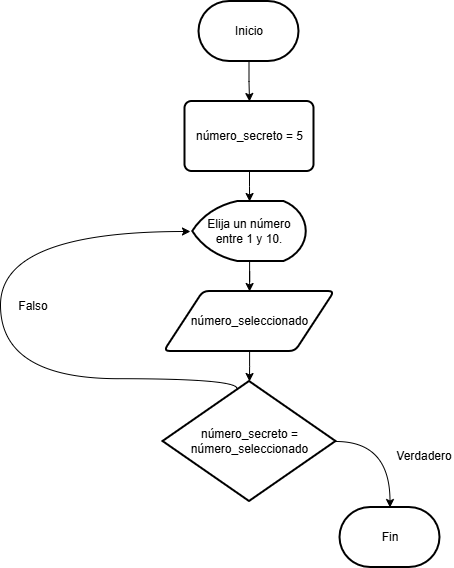 Inicio
número_secreto = 5
Elija un número
entre 1 y 10.
Falso
número_seleccionado
número_secreto =
número_seleccionado
Verdadero
Fin